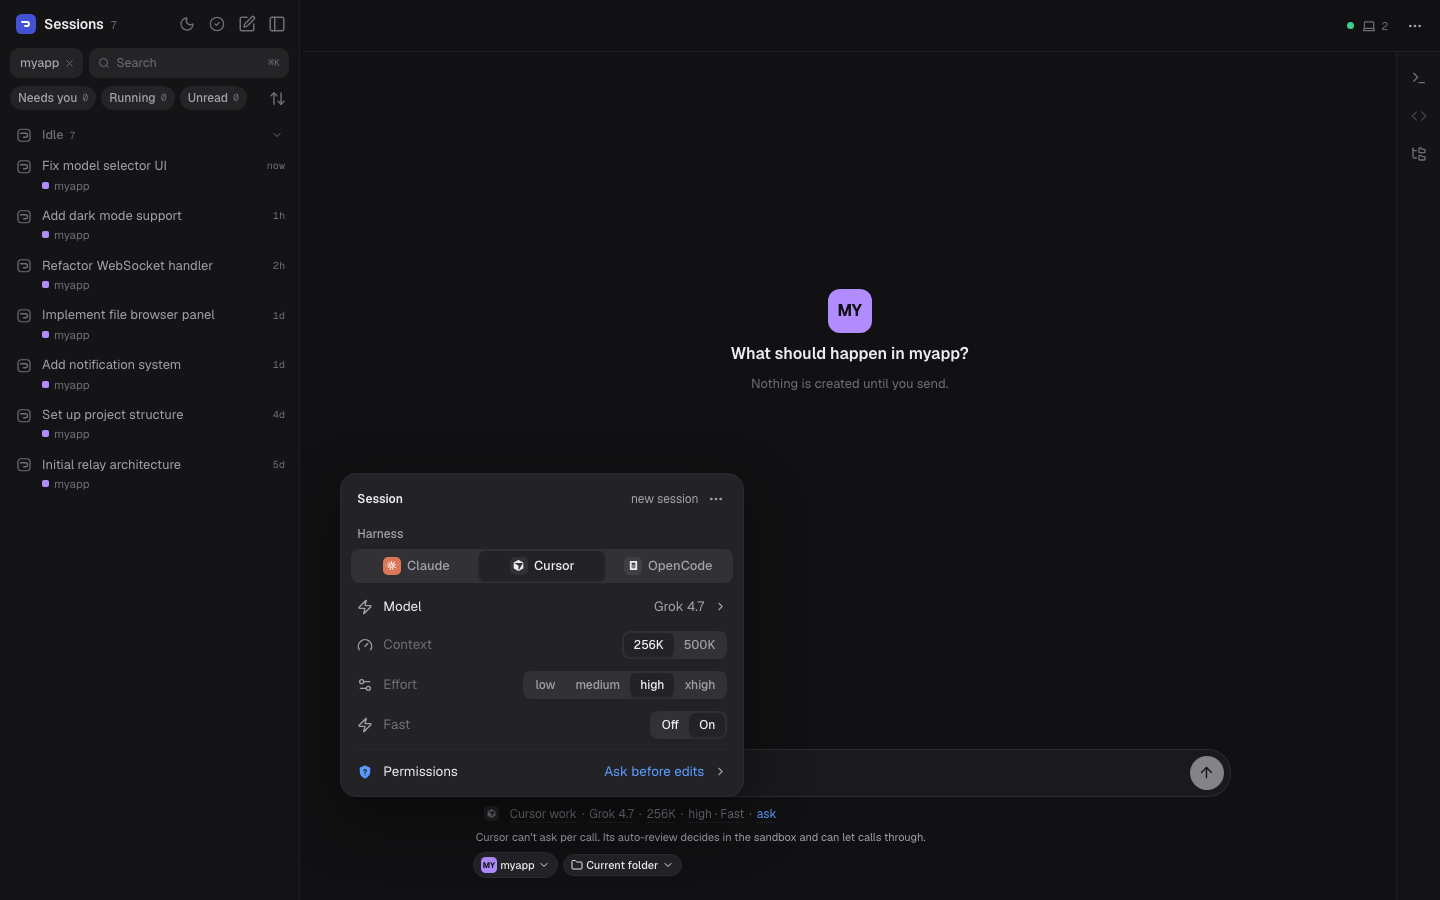 Sessions 7
2
myapp
Search ⌘K
Needs you 0 Running 0 Unread 0
Idle 7
Fix model selector UI now
myapp
Add dark mode support 1h
myapp
Refactor WebSocket handler 2h
myapp
Implement file browser panel 1d
myapp
Add notification system 1d
myapp
Set up project structure 4d
myapp
Initial relay architecture 5d
myapp
MY
What should happen in myapp?
Nothing is created until you send.
Session new session
Harness
Claude Cursor OpenCode
Model Grok 4.7
Context 256K 500K
Effort low medium high xhigh
Fast Off On
Permissions Ask before edits
Cursor work · Grok 4.7 · 256K · high · Fast · ask
Cursor can't ask per call. Its auto-review decides in the sandbox and can let calls through.
MY myapp Current folder